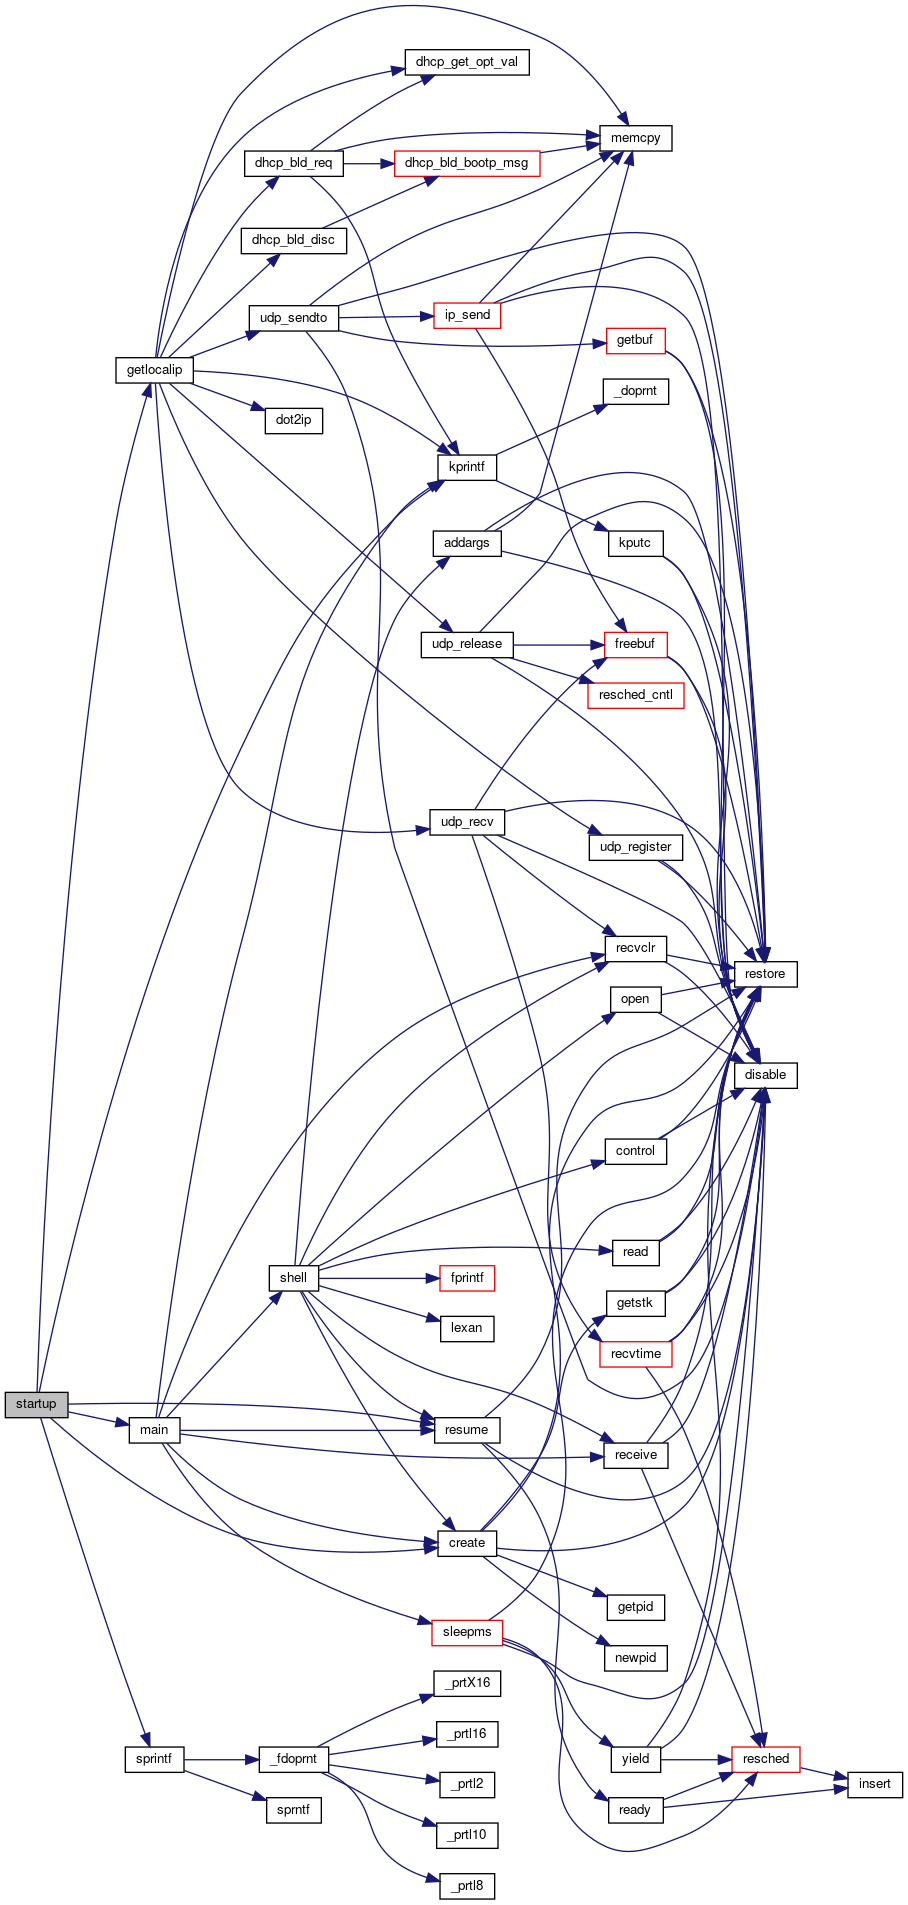 dhcp_get_opt_val
memcpy
dhcp_bld_req
dhcp_bld_bootp_msg
dhcp_bld_disc
udp_sendto
ip_send
getbuf
getlocalip
_doprnt
dot2ip
kprintf
addargs
kputc
udp_release
freebuf
resched_cntl
udp_recv
udp_register
recvclr
restore
open
disable
control
read
shell
fprintf
getstk
lexan
recvtime
startup
main
resume
receive
create
getpid
sleepms
newpid
_prtX16
_prtl16
sprintf
_fdoprnt
yield
resched
_prtl2
insert
sprntf
ready
_prtl10
_prtl8